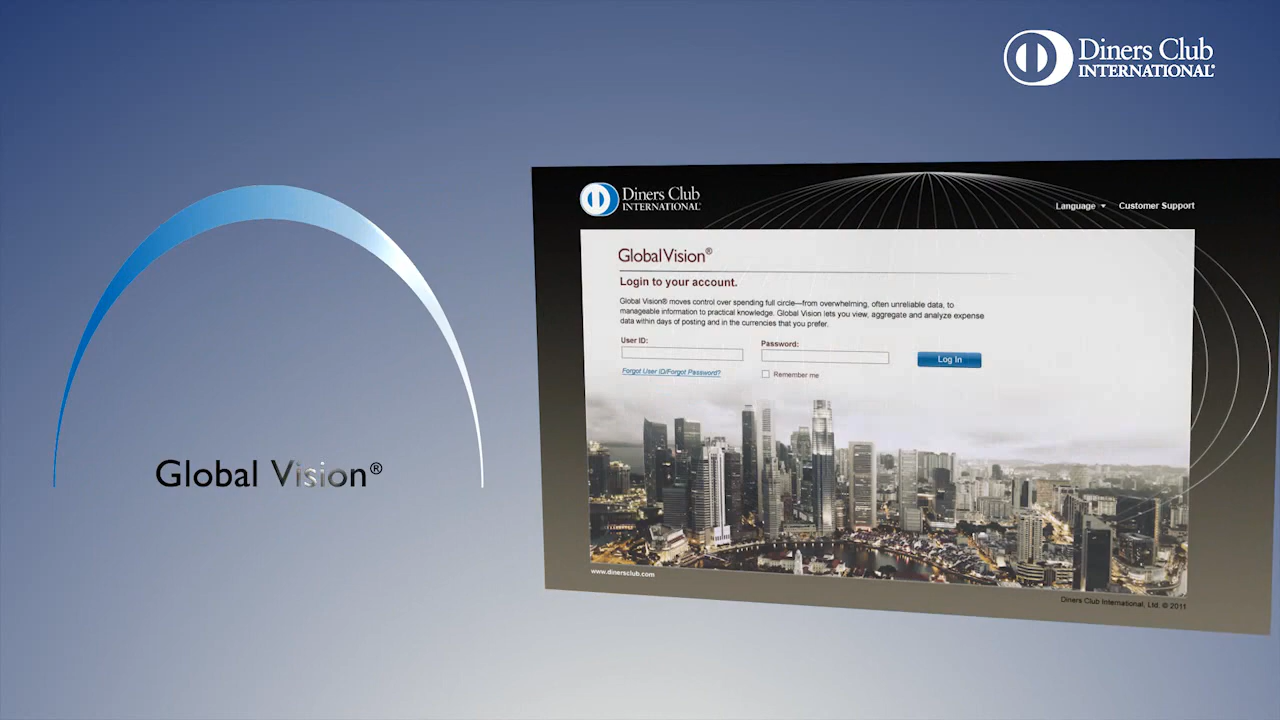 Diners Club
INTERNATIONAL®
Diners Club
INTERNATIONAL®
Language
Customer Support
GlobalVision®
Login to your account.
Global Vision® moves control over spending full circle—from overwhelming, often unreliable data, to
manageable information to practical knowledge. Global Vision lets you view, aggregate and analyze expense
data within days of posting and in the currencies that you prefer.
User ID:
Password:
Log In
Forgot User ID/Forgot Password?
Remember me
Global Vision®
www.dinersclub.com
Diners Club International, Ltd. © 2011